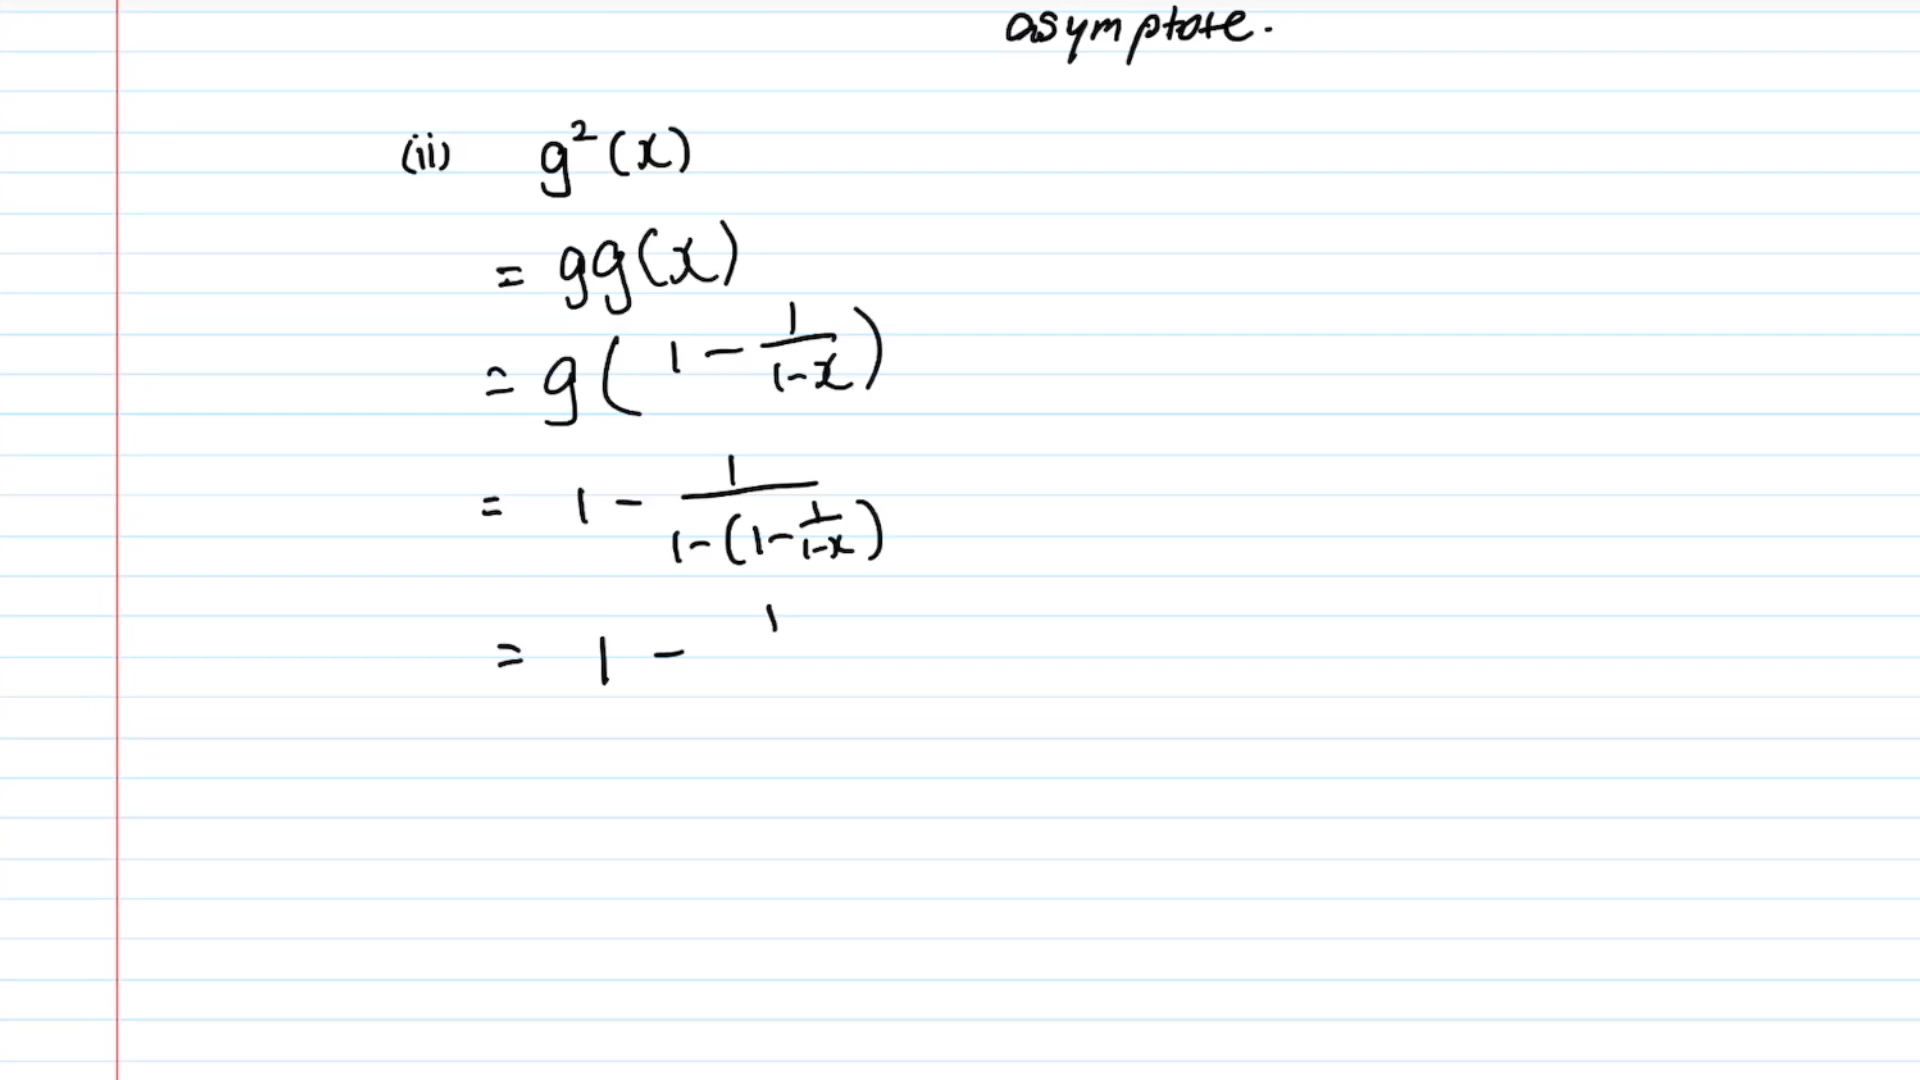 asymptote.
(ii) g²(x)
= gg(x)
= g(1 - 1/(1-x))
= 1 - 1/(1-(1-1/(1-x)))
= 1 - 1